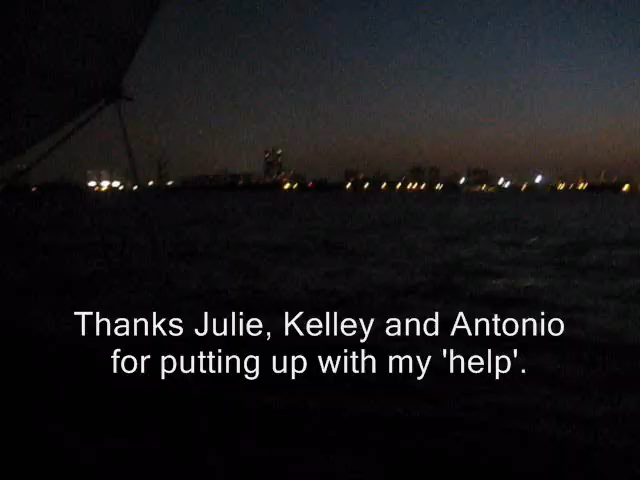 Thanks Julie, Kelley and Antonio
for putting up with my 'help'.